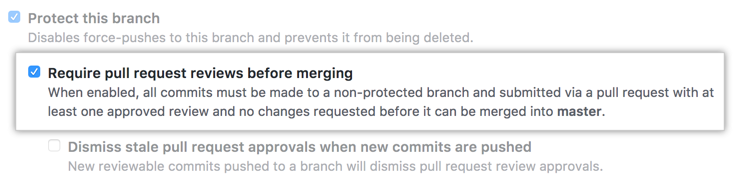 Protect this branch
Disables force-pushes to this branch and prevents it from being deleted.
Require pull request reviews before merging
When enabled, all commits must be made to a non-protected branch and submitted via a pull request with at
least one approved review and no changes requested before it can be merged into master.
Dismiss stale pull request approvals when new commits are pushed
New reviewable commits pushed to a branch will dismiss pull request review approvals.